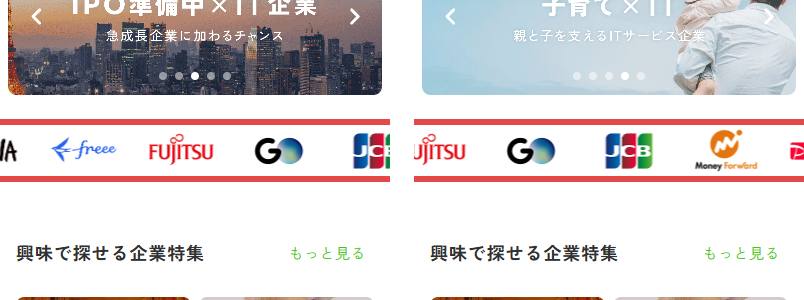 IPO準備中×IT企業
急成長企業に加わるチャンス
子育て×IT
親と子を支えるITサービス企業
freee
FUJITSU
GO
JCB
UJITSU
GO
JCB
Money Forward
興味で探せる企業特集
もっと見る
興味で探せる企業特集
もっと見る